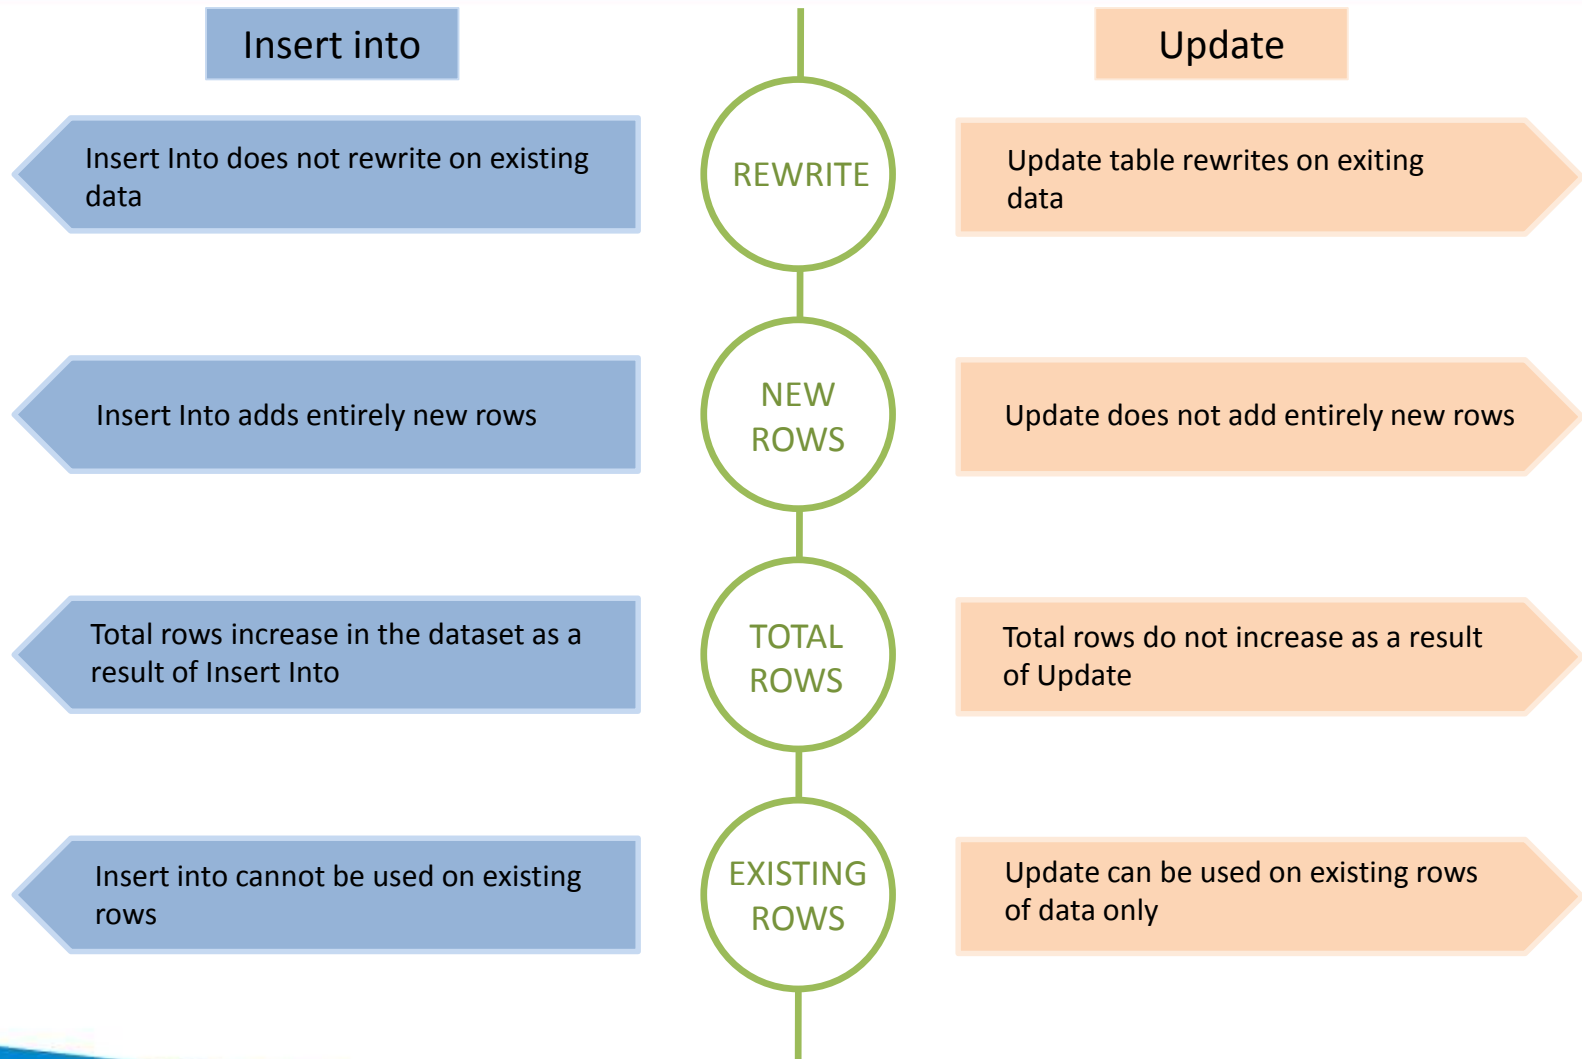 Insert into
Update
Insert Into does not rewrite on existing
data
REWRITE
Update table rewrites on exiting
data
Insert Into adds entirely new rows
NEW
ROWS
Update does not add entirely new rows
Total rows increase in the dataset as a
result of Insert Into
TOTAL
ROWS
Total rows do not increase as a result
of Update
Insert into cannot be used on existing
rows
EXISTING
ROWS
Update can be used on existing rows
of data only